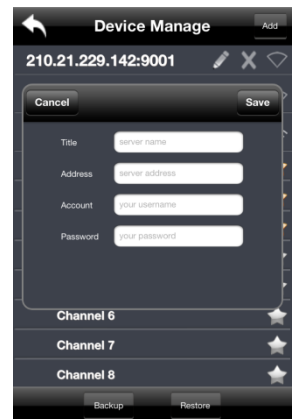 Device Manage Add
210.21.229.142:9001
Cancel Save
Title server name
Address server address
Account your username
Password your password
Channel 6
Channel 7
Channel 8
Backup Restore